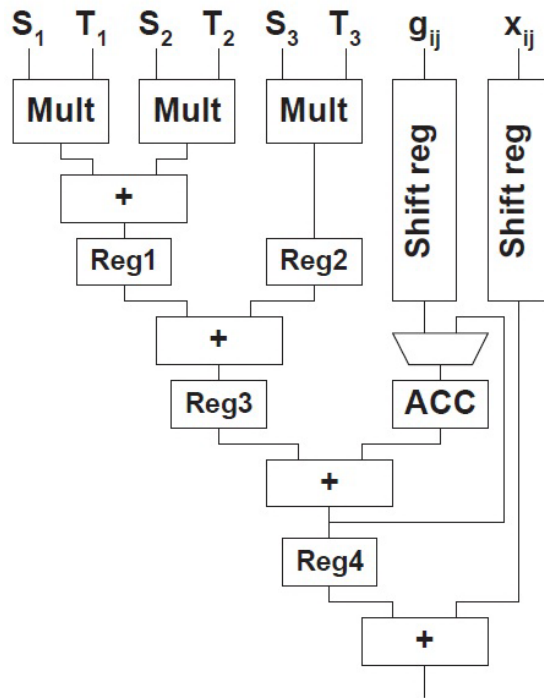 S₁ T₁ S₂ T₂ S₃ T₃ gᵢⱼ xᵢⱼ
Mult Mult Mult Shift reg Shift reg
+
Reg1 Reg2
+
Reg3 ACC
+
Reg4
+